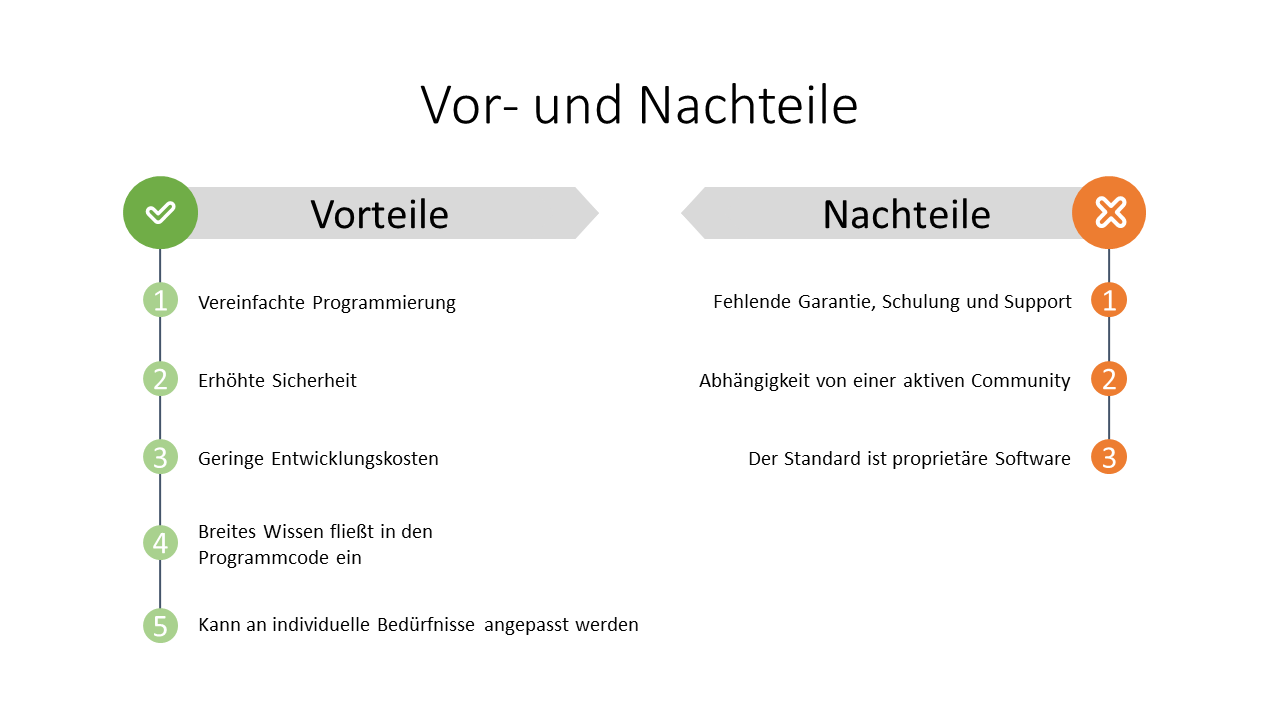 Vor- und Nachteile
Vorteile
1 Vereinfachte Programmierung
2 Erhöhte Sicherheit
3 Geringe Entwicklungskosten
4 Breites Wissen fließt in den
Programmcode ein
5 Kann an individuelle Bedürfnisse angepasst werden
Nachteile
Fehlende Garantie, Schulung und Support 1
Abhängigkeit von einer aktiven Community 2
Der Standard ist proprietäre Software 3